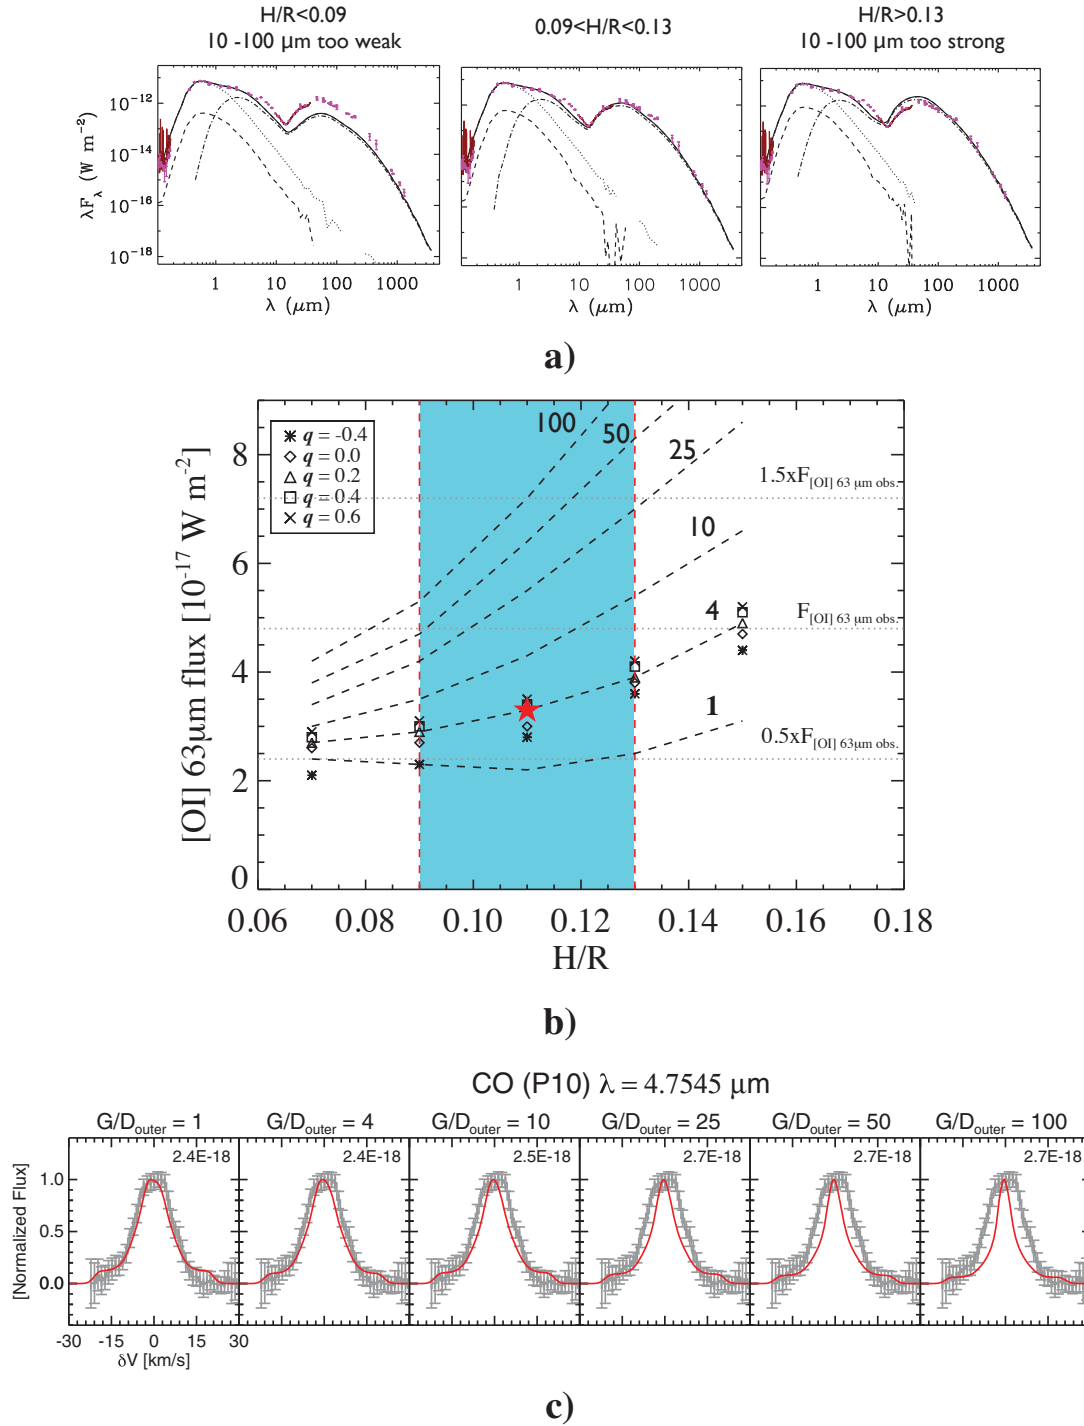 H/R<0.09
10 -100 µm too weak
0.09<H/R<0.13
H/R>0.13
10 -100 µm too strong
λF_λ (W m⁻²)
10⁻¹²
10⁻¹⁴
10⁻¹⁶
10⁻¹⁸
1 10 100 1000
λ (µm)
1 10 100 1000
λ (µm)
1 10 100 1000
λ (µm)
a)
[OI] 63µm flux [10⁻¹⁷ W m⁻²]
8
6
4
2
0
q = -0.4
q = 0.0
q = 0.2
q = 0.4
q = 0.6
100
50
25
10
4
1
1.5xF[OI] 63 µm obs.
F[OI] 63 µm obs.
0.5xF[OI] 63µm obs.
0.06 0.08 0.10 0.12 0.14 0.16 0.18
H/R
b)
CO (P10) λ = 4.7545 µm
G/Douter = 1 G/Douter = 4 G/Douter = 10 G/Douter = 25 G/Douter = 50 G/Douter = 100
2.4E-18 2.4E-18 2.5E-18 2.7E-18 2.7E-18 2.7E-18
[Normalized Flux]
1.0
0.5
0.0
-30 -15 0 15 30
δV [km/s]
c)